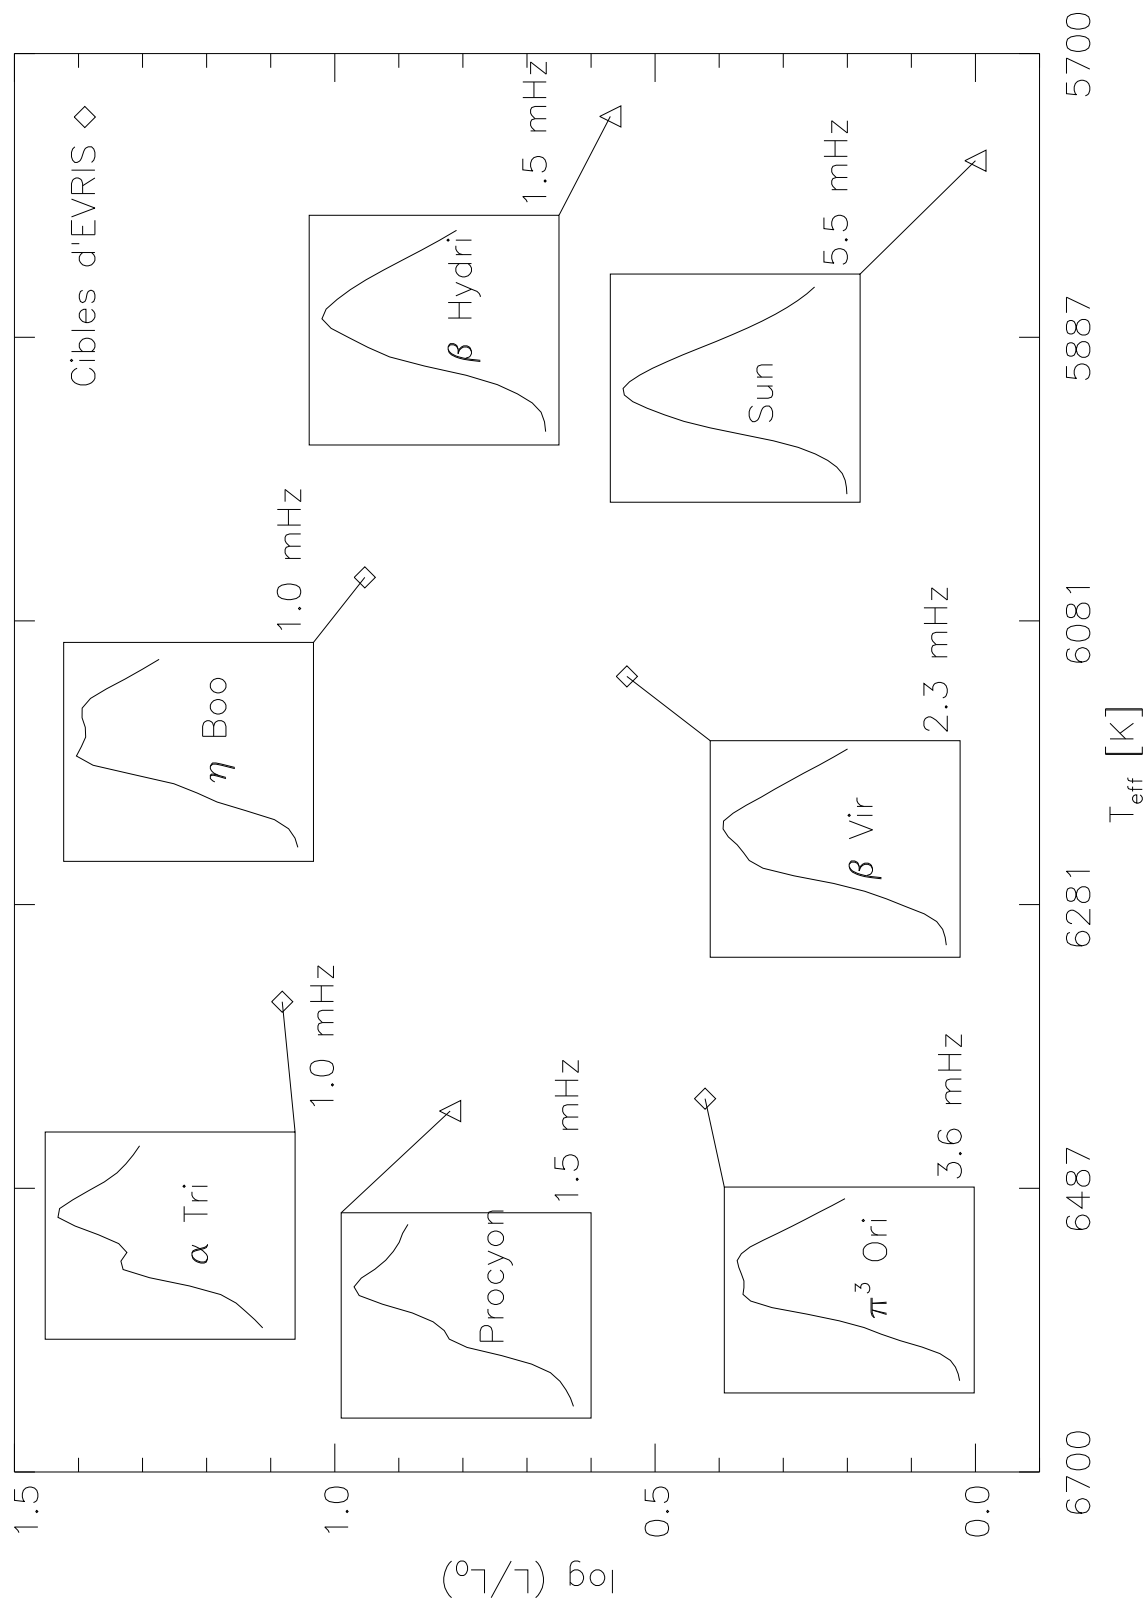 Cibles d'EVRIS
α Tri
1.0 mHz
η Boo
1.0 mHz
β Hydri
1.5 mHz
Procyon
1.5 mHz
π³ Ori
3.6 mHz
β Vir
2.3 mHz
Sun
5.5 mHz
1.5
1.0
0.5
0.0
log (L/L₀)
6700
6487
6281
6081
5887
5700
T_eff [K]